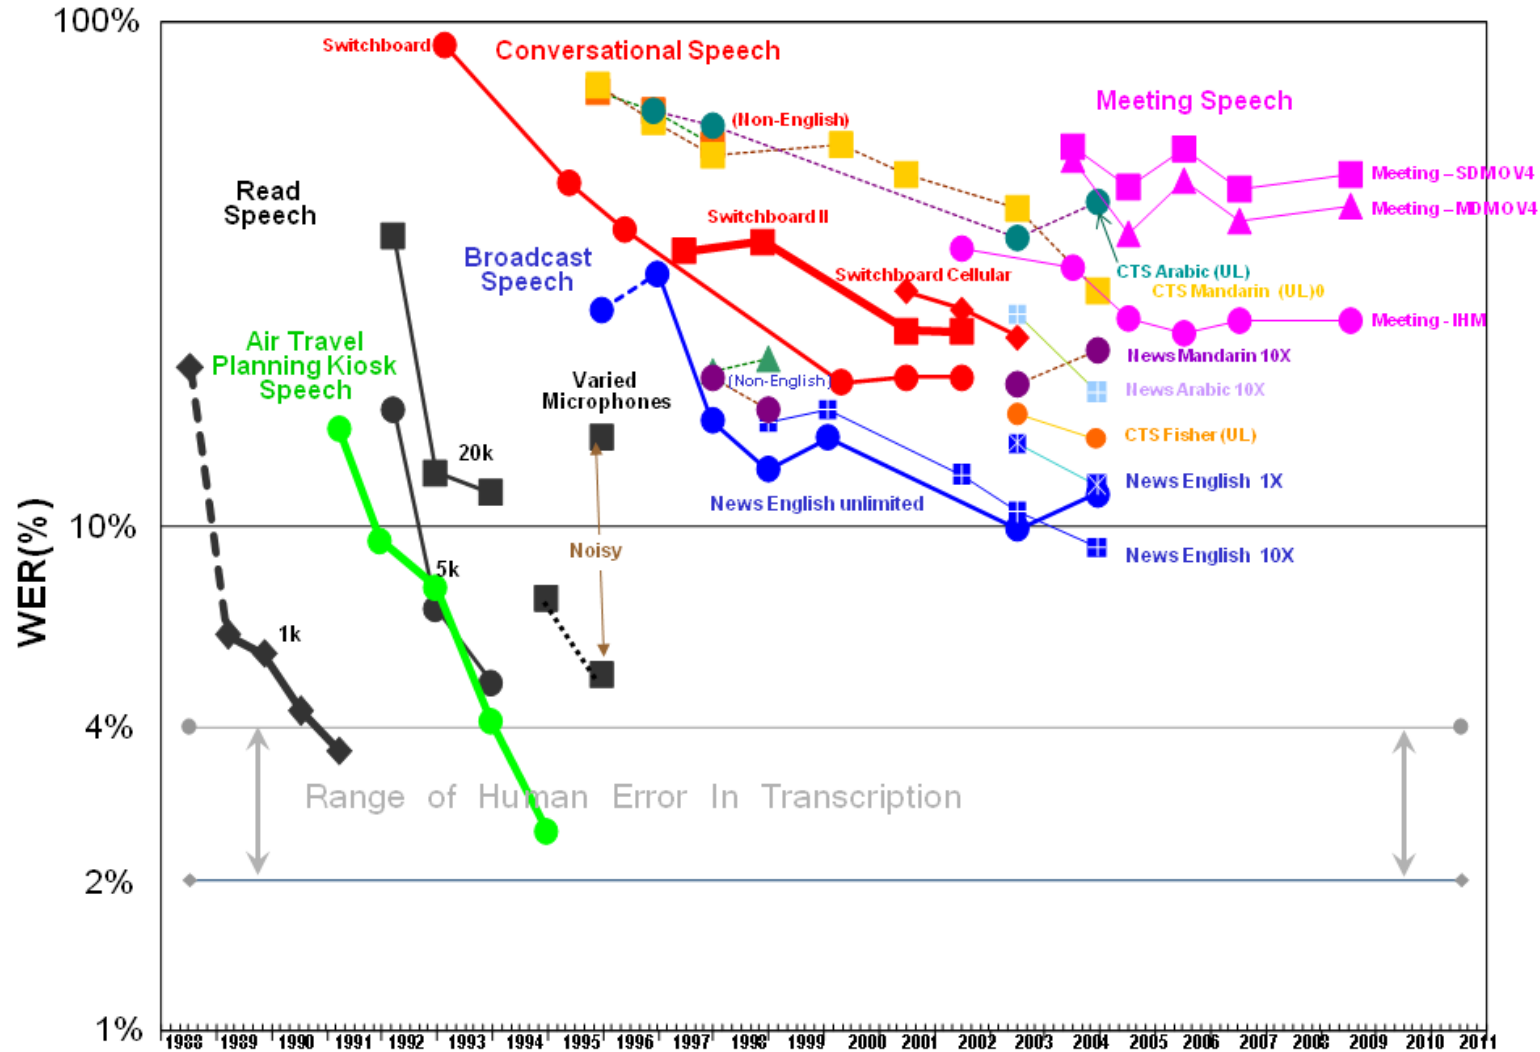 100%
Switchboard
Conversational Speech
Meeting Speech
(Non-English)
Read
Speech
Meeting – SDM OV4
Meeting – MDM OV4
Switchboard II
Broadcast
Speech
Switchboard Cellular
CTS Arabic (UL)
CTS Mandarin (UL)0
Meeting - IHM
Air Travel
Planning Kiosk
Speech
News Mandarin 10X
Varied
Microphones
(Non-English)
News Arabic 10X
CTS Fisher (UL)
20k
News English 1X
News English unlimited
10%
Noisy
News English 10X
5k
WER(%)
1k
4%
Range of Human Error In Transcription
2%
1%
1988 1989 1990 1991 1992 1993 1994 1995 1996 1997 1998 1999 2000 2001 2002 2003 2004 2005 2006 2007 2008 2009 2010 2011